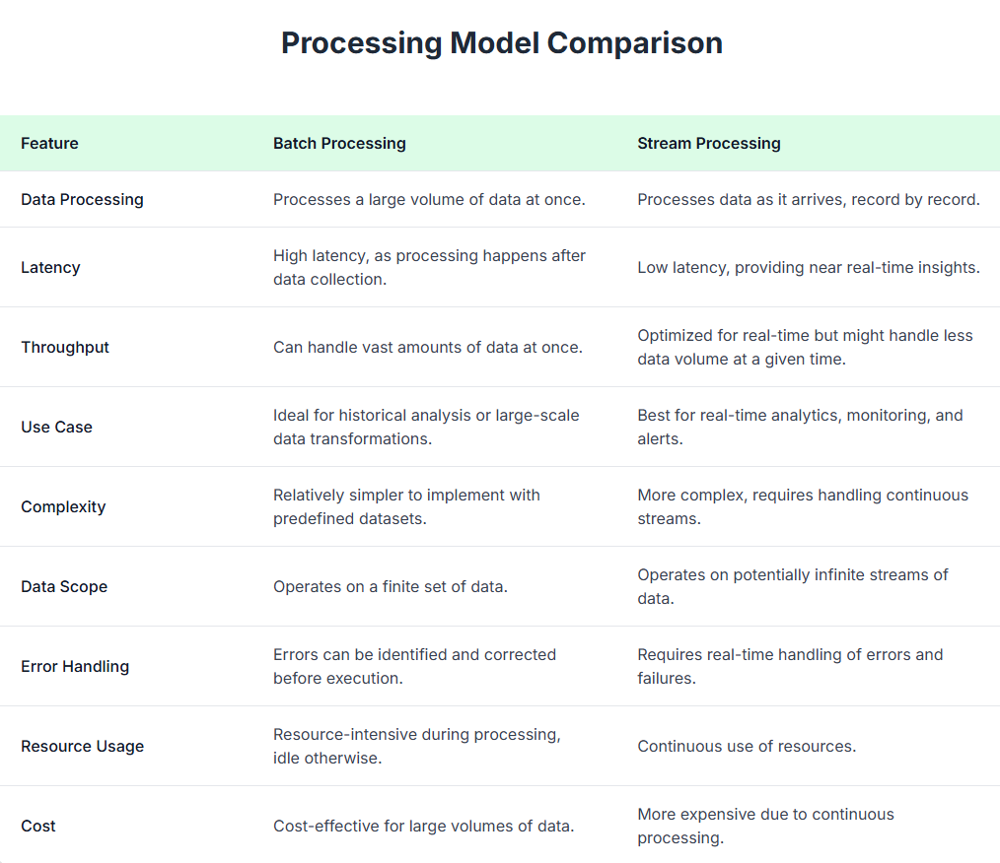 Processing Model Comparison
Feature Batch Processing Stream Processing
Data Processing Processes a large volume of data at once. Processes data as it arrives, record by record.
Latency
High latency, as processing happens after
data collection.
Low latency, providing near real-time insights.
Throughput Can handle vast amounts of data at once.
Optimized for real-time but might handle less
data volume at a given time.
Use Case
Ideal for historical analysis or large-scale
data transformations.
Best for real-time analytics, monitoring, and
alerts.
Complexity
Relatively simpler to implement with
predefined datasets.
More complex, requires handling continuous
streams.
Data Scope Operates on a finite set of data.
Operates on potentially infinite streams of
data.
Error Handling
Errors can be identified and corrected
before execution.
Requires real-time handling of errors and
failures.
Resource Usage
Resource-intensive during processing,
idle otherwise.
Continuous use of resources.
Cost Cost-effective for large volumes of data.
More expensive due to continuous
processing.